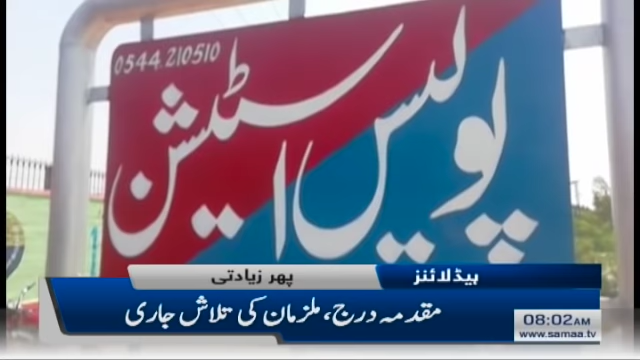 0544.210510
پولیس اسٹیشن
ہیڈلائنز
پھر زیادتی
مقدمہ درج، ملزمان کی تلاش جاری
08:02AM
www.samaa.tv